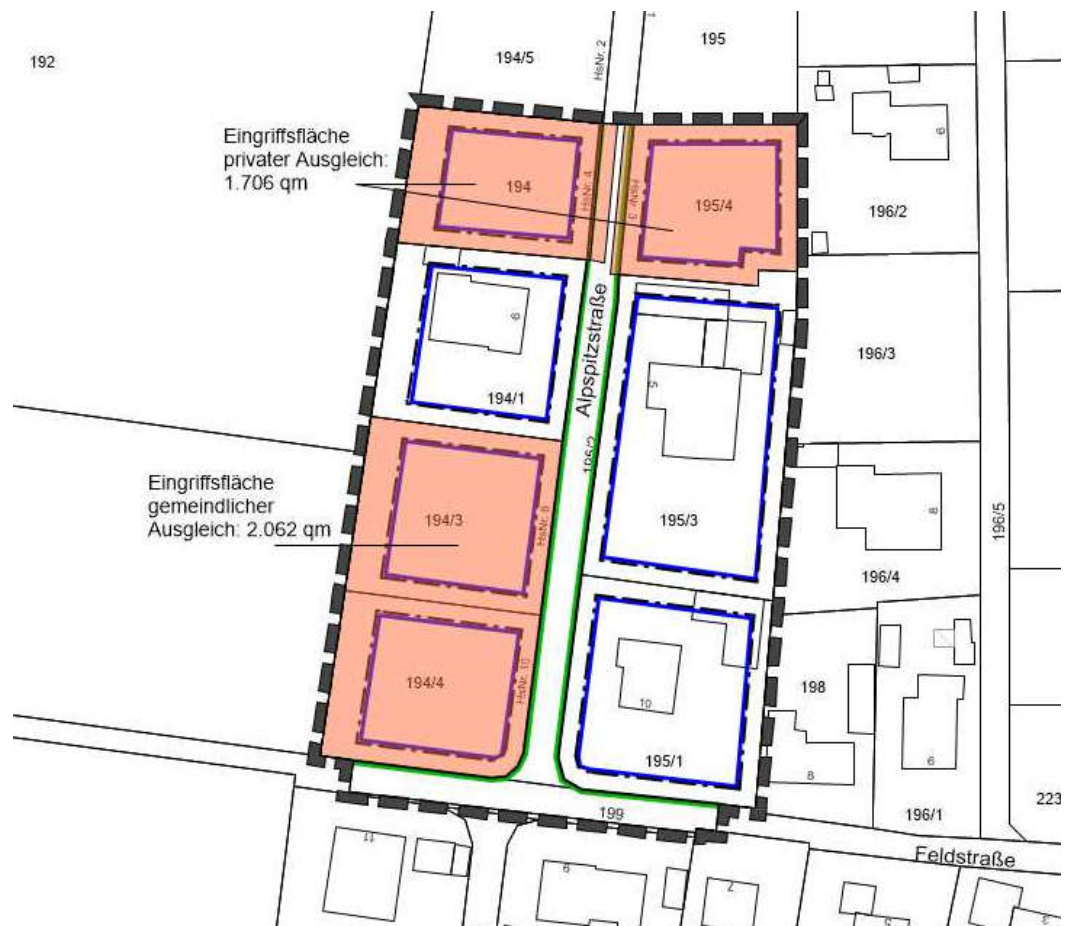 192
194/5
HsNr. 2
195
Eingriffsfläche
privater Ausgleich:
1.706 qm
194
HsNr. 4
HsNr. 3
195/4
6
196/2
Alpspitzstraße
6
194/1
195/2
5
196/3
Eingriffsfläche
gemeindlicher
Ausgleich: 2.062 qm
194/3
195/3
8
196/5
196/4
194/4
HsNr. 10
10
195/1
198
8
6
196/1
223
199
Feldstraße
11
9
7
5
3